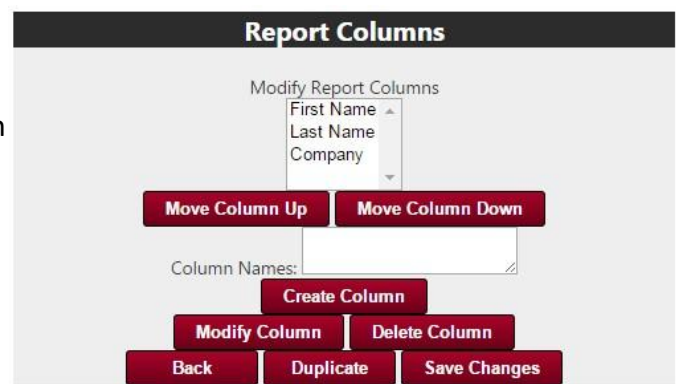 Report Columns
Modify Report Columns
First Name
Last Name
Company
Move Column Up Move Column Down
Column Names:
Create Column
Modify Column Delete Column
Back Duplicate Save Changes